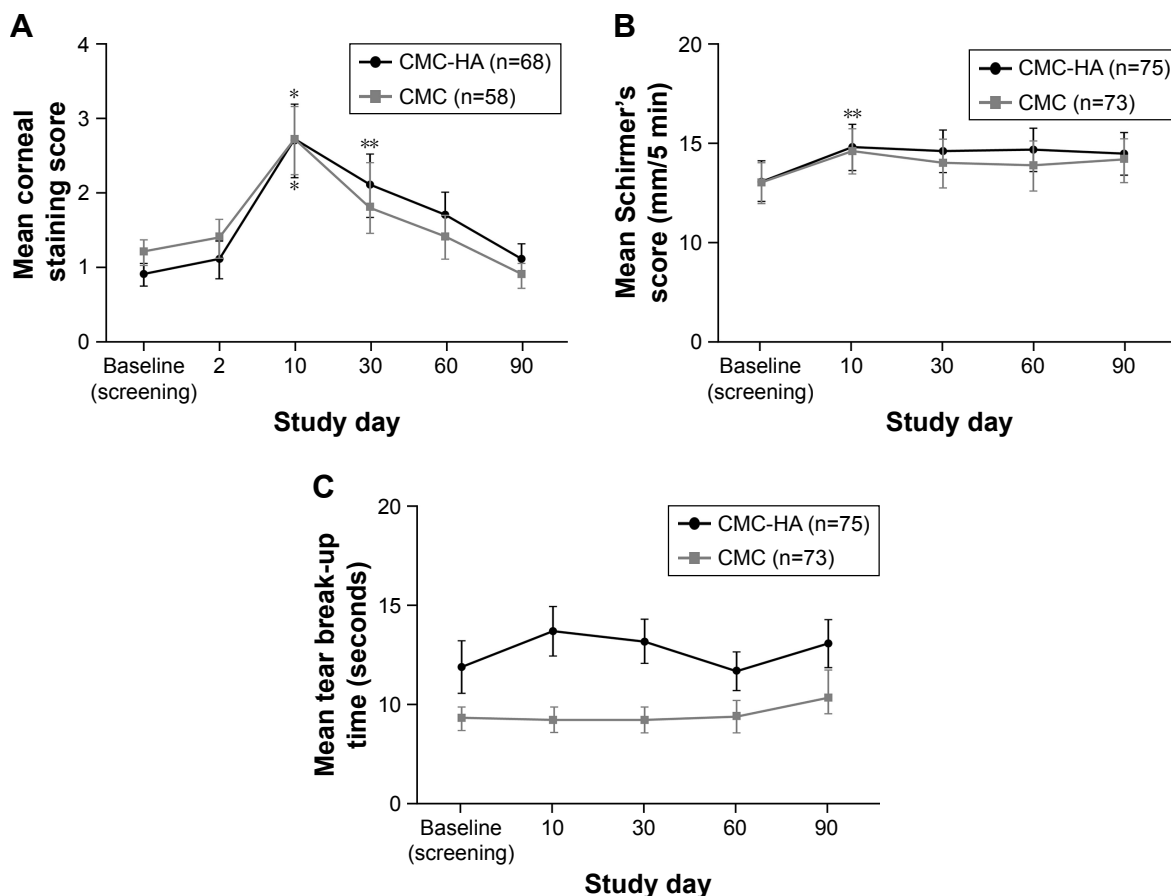 A
Mean corneal
staining score
4
3
2
1
0
CMC-HA (n=68)
CMC (n=58)
*
*
**
Baseline
(screening)
2
10
30
60
90
Study day
B
Mean Schirmer's
score (mm/5 min)
20
15
10
0
CMC-HA (n=75)
CMC (n=73)
**
Baseline
(screening)
10
30
60
90
Study day
C
Mean tear break-up
time (seconds)
20
15
10
0
CMC-HA (n=75)
CMC (n=73)
Baseline
(screening)
10
30
60
90
Study day